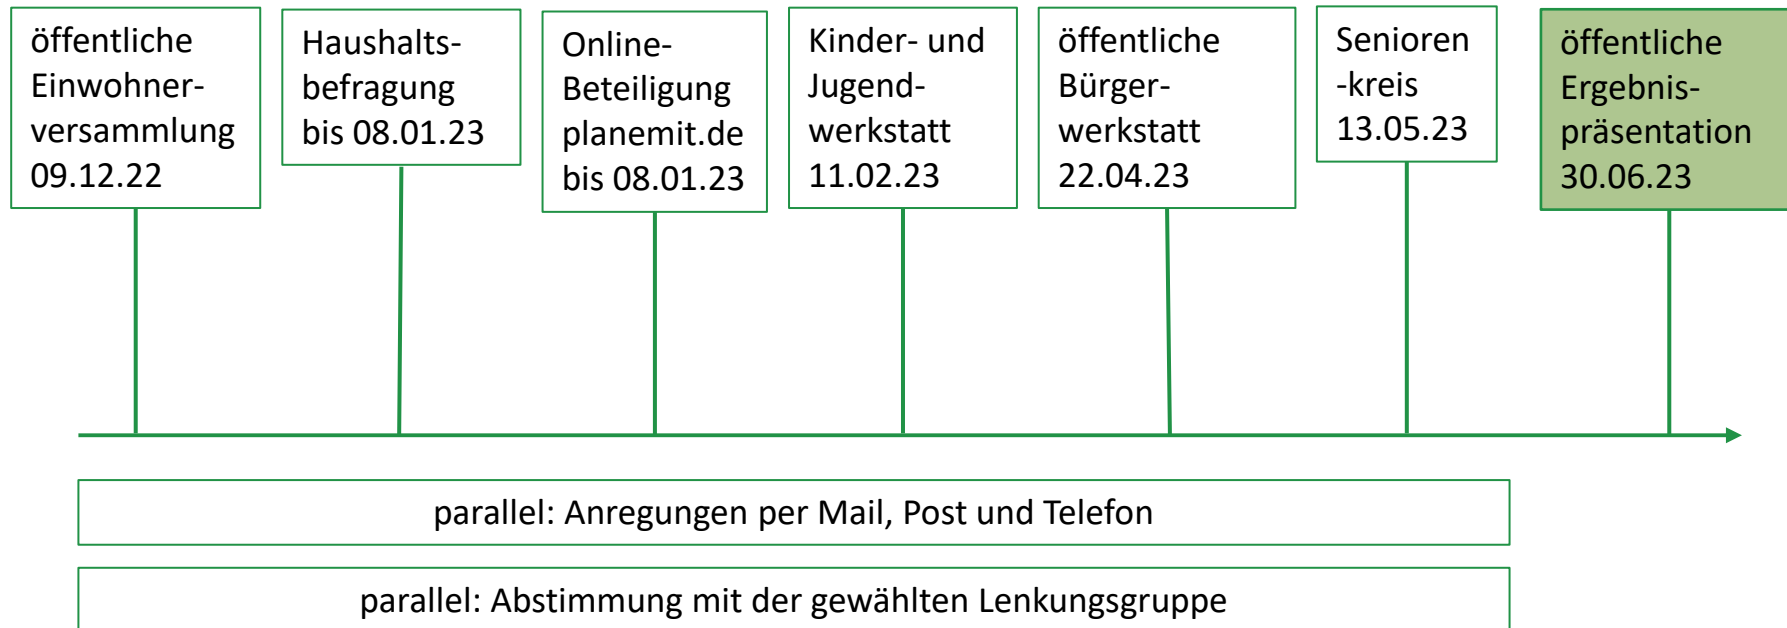 öffentliche
Einwohner-
versammlung
09.12.22
Haushalts-
befragung
bis 08.01.23
Online-
Beteiligung
planemit.de
bis 08.01.23
Kinder- und
Jugend-
werkstatt
11.02.23
öffentliche
Bürger-
werkstatt
22.04.23
Senioren
-kreis
13.05.23
öffentliche
Ergebnis-
präsentation
30.06.23
parallel: Anregungen per Mail, Post und Telefon
parallel: Abstimmung mit der gewählten Lenkungsgruppe